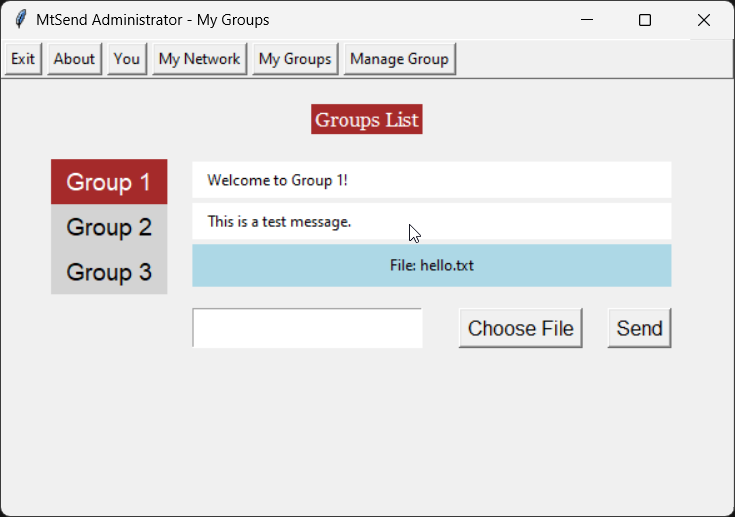 MtSend Administrator - My Groups
Exit About You My Network My Groups Manage Group
Groups List
Group 1
Group 2
Group 3
Welcome to Group 1!
This is a test message.
File: hello.txt
Choose File Send